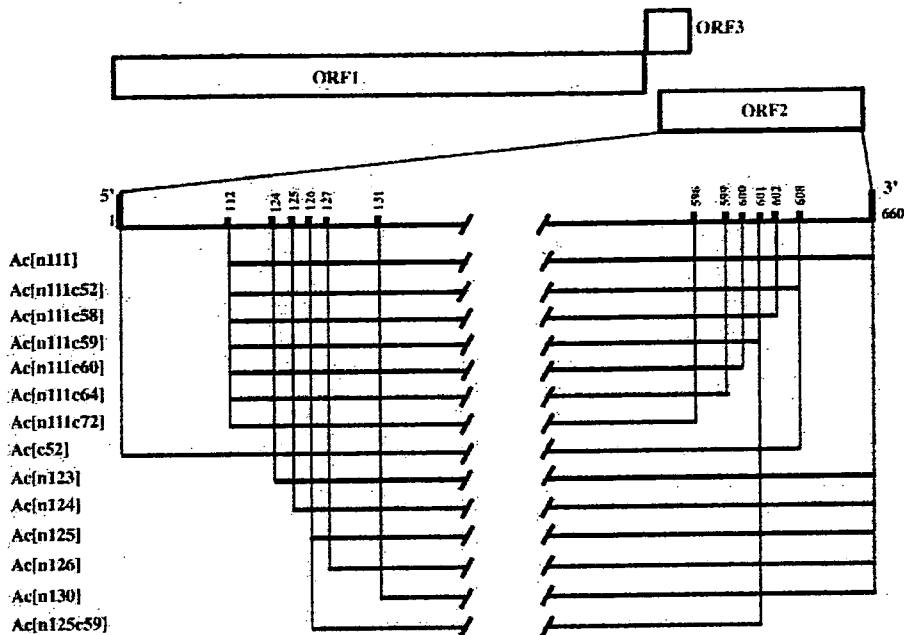 ORF3
ORF1
ORF2
5' 3'
112 124 125 126 127 131 596 599 600 601 602 608
1 660
Ac[n111]
Ac[n111c52]
Ac[n111c58]
Ac[n111c59]
Ac[n111c60]
Ac[n111c64]
Ac[n111c72]
Ac[c52]
Ac[n123]
Ac[n124]
Ac[n125]
Ac[n126]
Ac[n130]
Ac[n125c59]